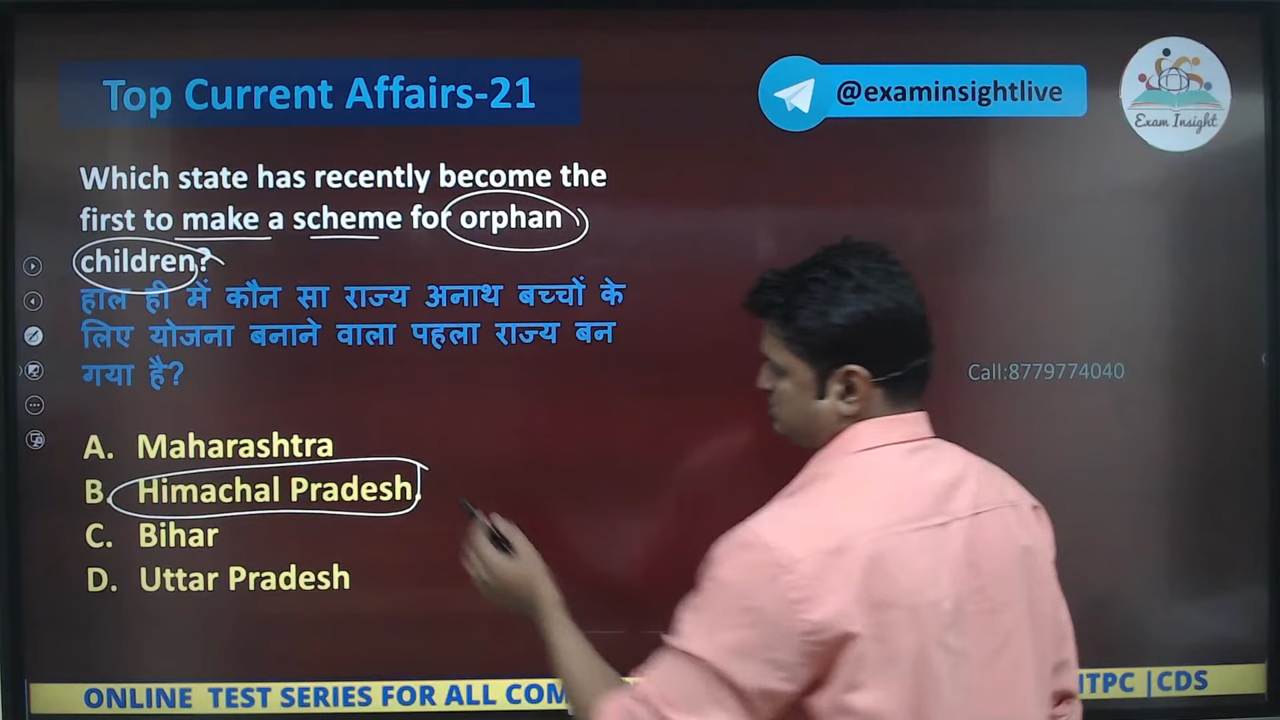 Top Current Affairs-21
@examinsightlive
Exam Insight
Which state has recently become the
first to make a scheme for orphan
children?
हाल ही में कौन सा राज्य अनाथ बच्चों के
लिए योजना बनाने वाला पहला राज्य बन
गया है?
Call:8779774040
A. Maharashtra
B. Himachal Pradesh.
C. Bihar
D. Uttar Pradesh
ONLINE TEST SERIES FOR ALL |CDS